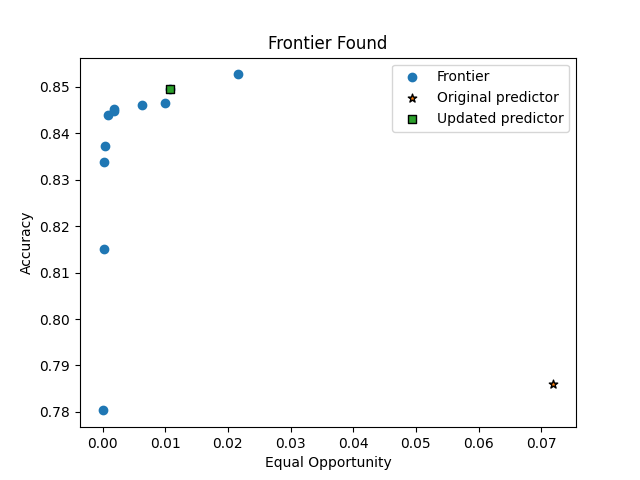 Frontier Found
Frontier
Original predictor
Updated predictor
Accuracy
0.85
0.84
0.83
0.82
0.81
0.80
0.79
0.78
0.00 0.01 0.02 0.03 0.04 0.05 0.06 0.07
Equal Opportunity